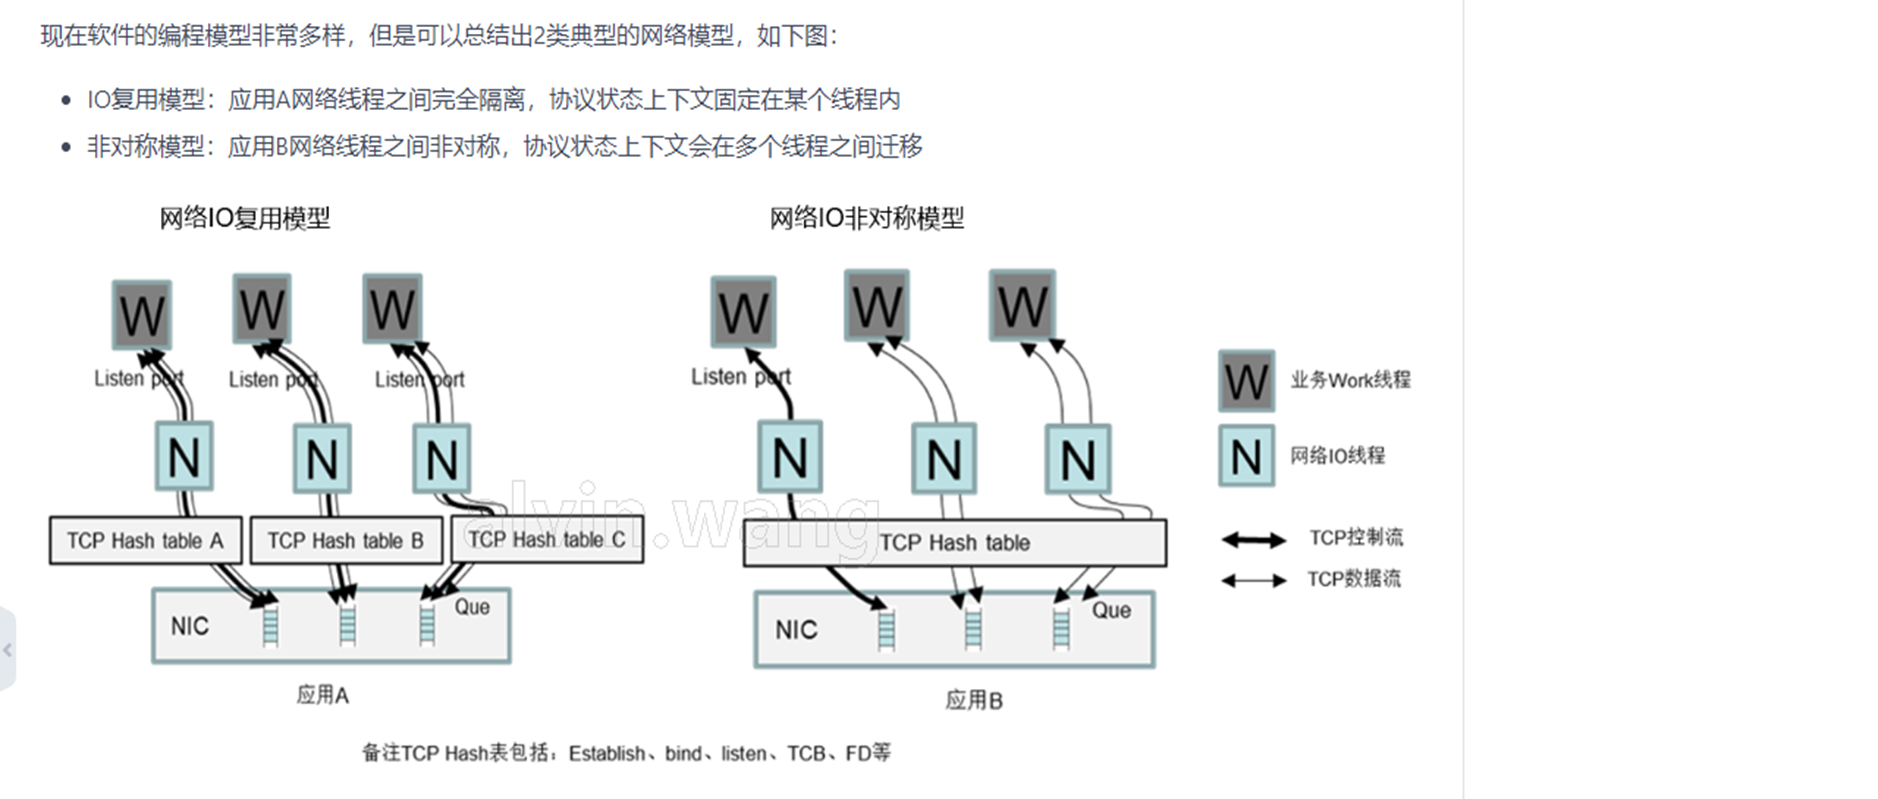 现在软件的编程模型非常多样，但是可以总结出2类典型的网络模型，如下图：
IO复用模型：应用A网络线程之间完全隔离，协议状态上下文固定在某个线程内
非对称模型：应用B网络线程之间非对称，协议状态上下文会在多个线程之间迁移
网络IO复用模型
网络IO非对称模型
W W W
W W W
Listen port Listen port Listen port
Listen port
W 业务Work线程
N N N
N N N
N 网络IO线程
alvin.wang
TCP Hash table A TCP Hash table B TCP Hash table C
TCP Hash table
TCP控制流
TCP数据流
NIC Que
NIC Que
应用A
应用B
备注TCP Hash表包括：Establish、bind、listen、TCB、FD等